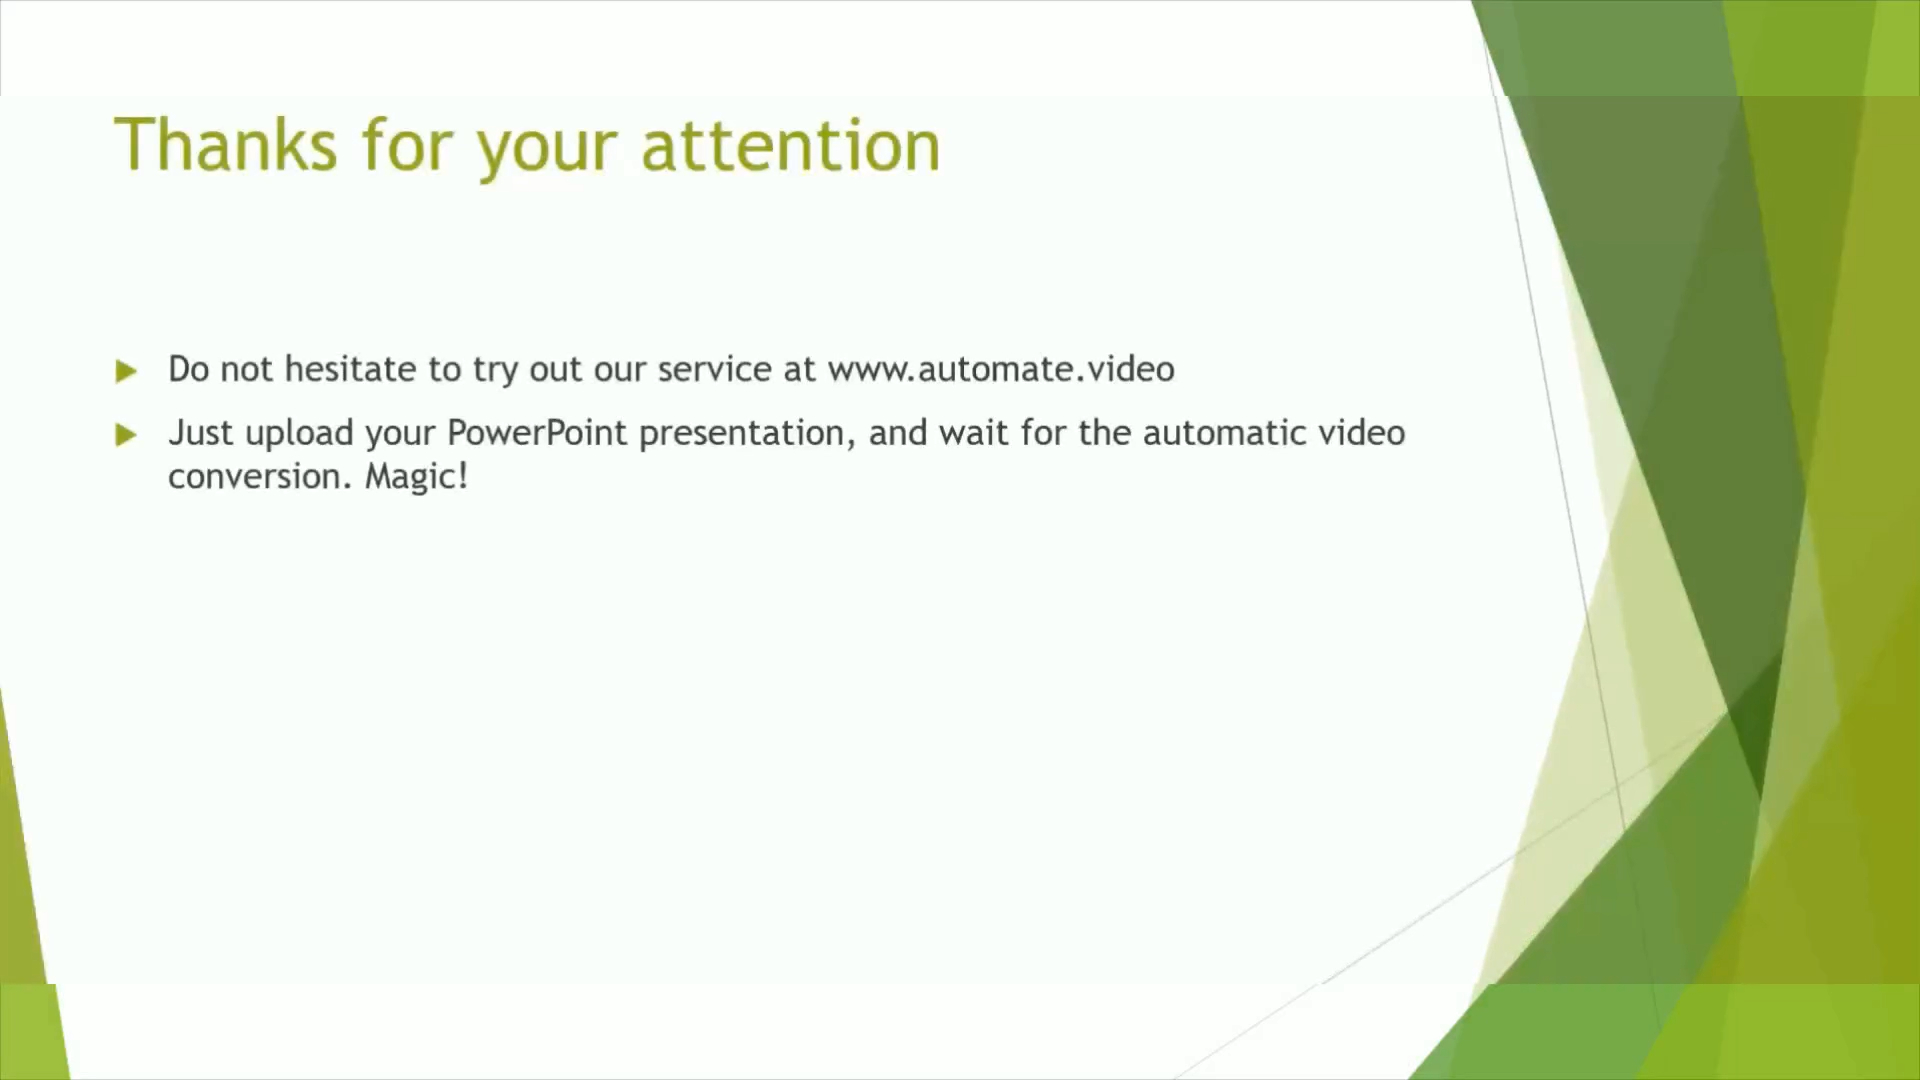 Thanks for your attention
Do not hesitate to try out our service at www.automate.video
Just upload your PowerPoint presentation, and wait for the automatic video
conversion. Magic!